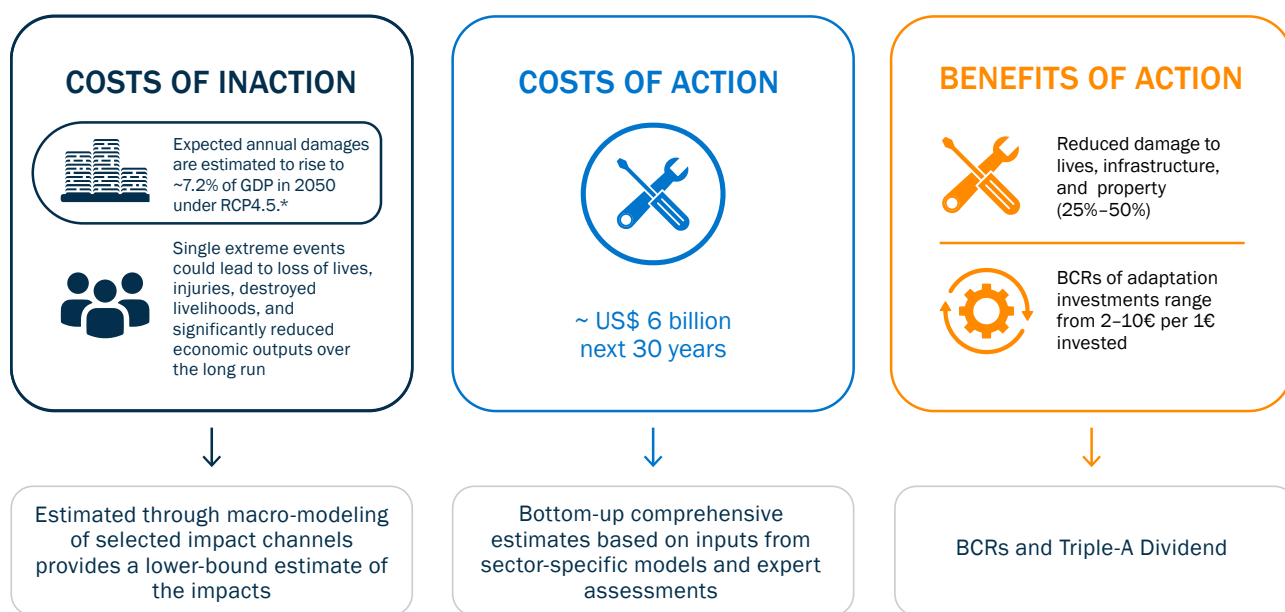 COSTS OF INACTION
Expected annual damages
are estimated to rise to
~7.2% of GDP in 2050
under RCP4.5.*
Single extreme events
could lead to loss of lives,
injuries, destroyed
livelihoods, and
significantly reduced
economic outputs over
the long run
Estimated through macro-modeling
of selected impact channels
provides a lower-bound estimate of
the impacts
COSTS OF ACTION
~ US$ 6 billion
next 30 years
Bottom-up comprehensive
estimates based on inputs from
sector-specific models and expert
assessments
BENEFITS OF ACTION
Reduced damage to
lives, infrastructure,
and property
(25%–50%)
BCRs of adaptation
investments range
from 2–10€ per 1€
invested
BCRs and Triple-A Dividend